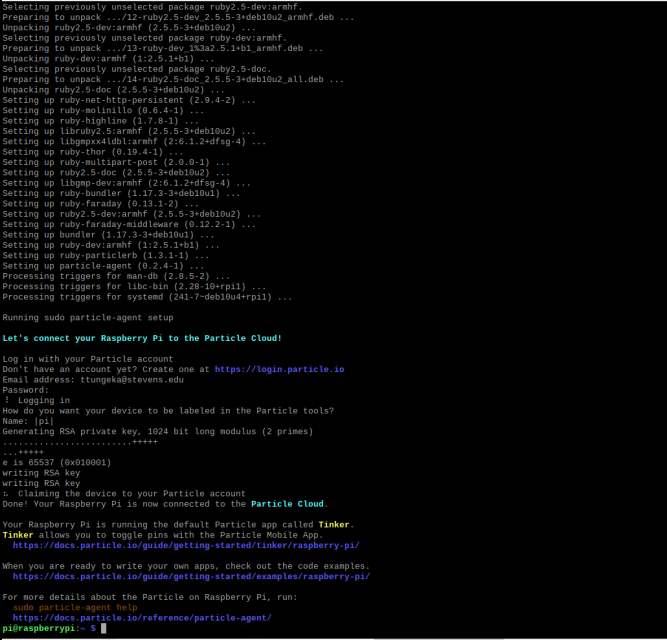 Selecting previously unselected package ruby2.5-dev:armhf.
Preparing to unpack .../12-ruby2.5-dev_2.5.5-3+deb10u2_armhf.deb ...
Unpacking ruby2.5-dev:armhf (2.5.5-3+deb10u2) ...
Selecting previously unselected package ruby-dev:armhf.
Preparing to unpack .../13-ruby-dev_1%3a2.5.1+b1_armhf.deb ...
Unpacking ruby-dev:armhf (1:2.5.1+b1) ...
Selecting previously unselected package ruby2.5-doc.
Preparing to unpack .../14-ruby2.5-doc_2.5.5-3+deb10u2_all.deb ...
Unpacking ruby2.5-doc (2.5.5-3+deb10u2) ...
Setting up ruby-net-http-persistent (2.9.4-2) ...
Setting up ruby-molinillo (0.6.4-1) ...
Setting up ruby-highline (1.7.8-1) ...
Setting up libruby2.5:armhf (2.5.5-3+deb10u2) ...
Setting up libgmpxx4ldbl:armhf (2:6.1.2+dfsg-4) ...
Setting up ruby-thor (0.19.4-1) ...
Setting up ruby-multipart-post (2.0.0-1) ...
Setting up ruby2.5-doc (2.5.5-3+deb10u2) ...
Setting up libgmp-dev:armhf (2:6.1.2+dfsg-4) ...
Setting up ruby-bundler (1.17.3-3+deb10u1) ...
Setting up ruby-faraday (0.13.1-2) ...
Setting up ruby2.5-dev:armhf (2.5.5-3+deb10u2) ...
Setting up ruby-faraday-middleware (0.12.2-1) ...
Setting up bundler (1.17.3-3+deb10u1) ...
Setting up ruby-dev:armhf (1:2.5.1+b1) ...
Setting up ruby-particlerb (1.3.1-1) ...
Setting up particle-agent (0.2.4-1) ...
Processing triggers for man-db (2.8.5-2) ...
Processing triggers for libc-bin (2.28-10+rpi1) ...
Processing triggers for systemd (241-7~deb10u4+rpi1) ...
Running sudo particle-agent setup
Let's connect your Raspberry Pi to the Particle Cloud!
Log in with your Particle account
Don't have an account yet? Create one at https://login.particle.io
Email address: ttungeka@stevens.edu
Password:
⠸ Logging in
How do you want your device to be labeled in the Particle tools?
Name: |pi|
Generating RSA private key, 1024 bit long modulus (2 primes)
.........................+++++
...+++++
e is 65537 (0x010001)
writing RSA key
writing RSA key
⠦ Claiming the device to your Particle account
Done! Your Raspberry Pi is now connected to the Particle Cloud.
Your Raspberry Pi is running the default Particle app called Tinker.
Tinker allows you to toggle pins with the Particle Mobile App.
https://docs.particle.io/guide/getting-started/tinker/raspberry-pi/
When you are ready to write your own apps, check out the code examples.
https://docs.particle.io/guide/getting-started/examples/raspberry-pi/
For more details about the Particle on Raspberry Pi, run:
sudo particle-agent help
https://docs.particle.io/reference/particle-agent/
pi@raspberrypi:~ $